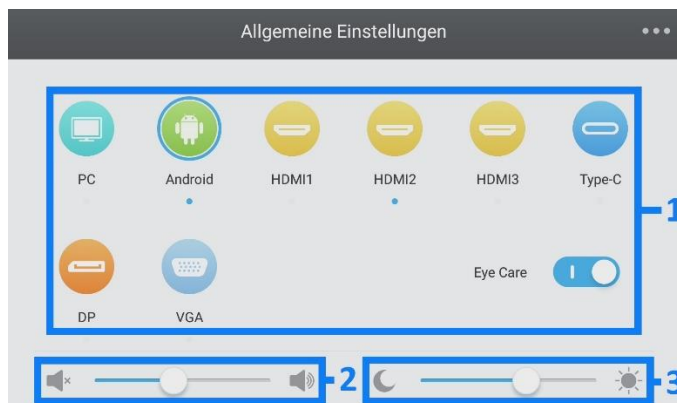 Allgemeine Einstellungen
PC Android HDMI1 HDMI2 HDMI3 Type-C
1
Eye Care
DP VGA
2 3